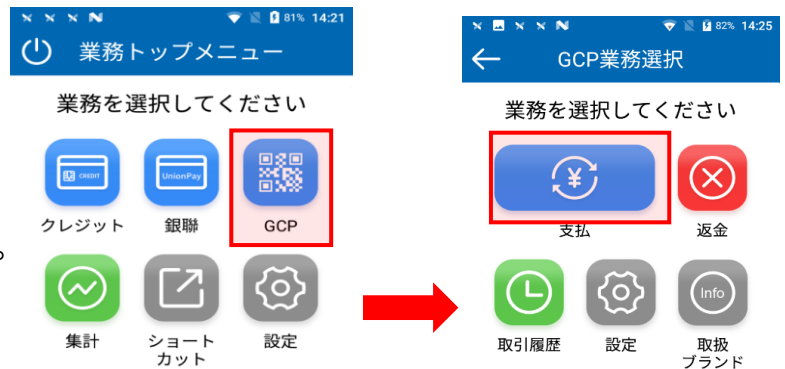 81% 14:21
業務トップメニュー
業務を選択してください
CREDIT
UnionPay
クレジット
銀聯
GCP
。
集計
ショート
カット
設定
82% 14:25
GCP業務選択
業務を選択してください
¥
支払
返金
Info
取引履歴
設定
取扱
ブランド